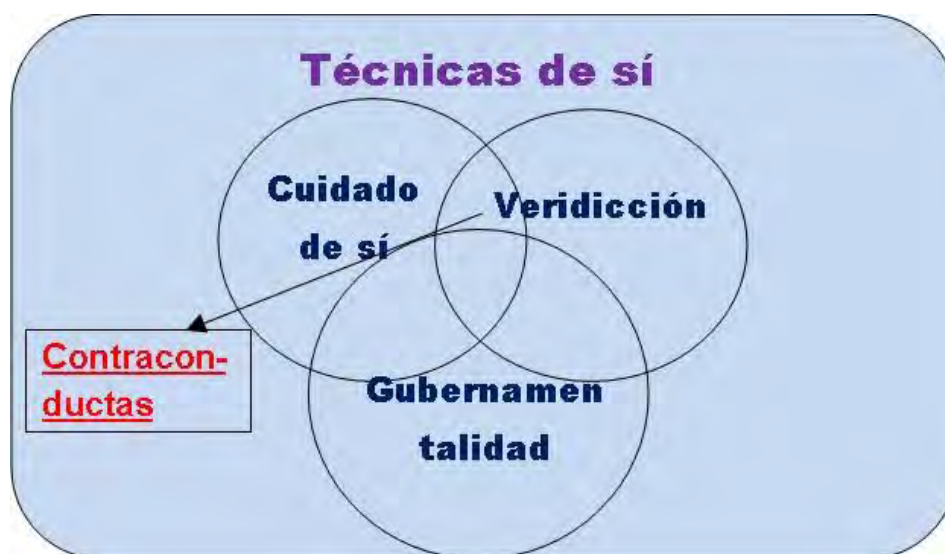 Técnicas de sí
Cuidado
de sí
Veridicción
Contracon-
ductas
Gubernamen
talidad